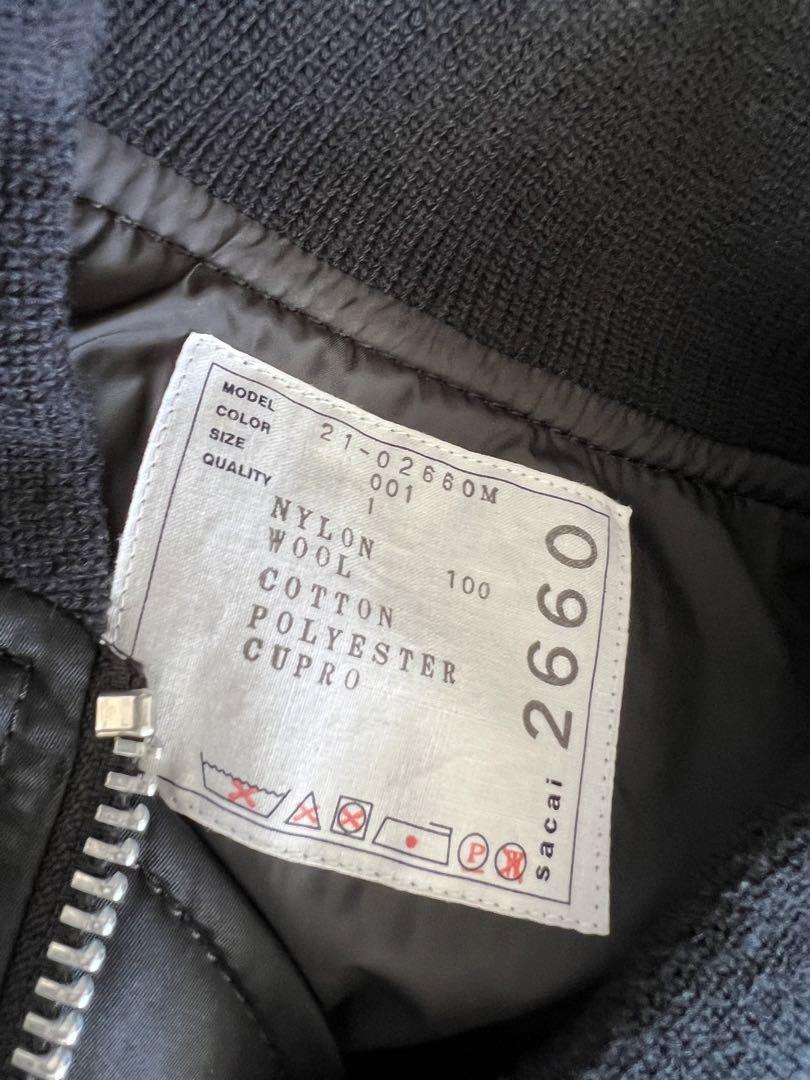 MODEL 21-02660M
COLOR 001
SIZE 1
QUALITY
NYLON
WOOL 100
COTTON
POLYESTER
CUPRO
sacai 2660
P W